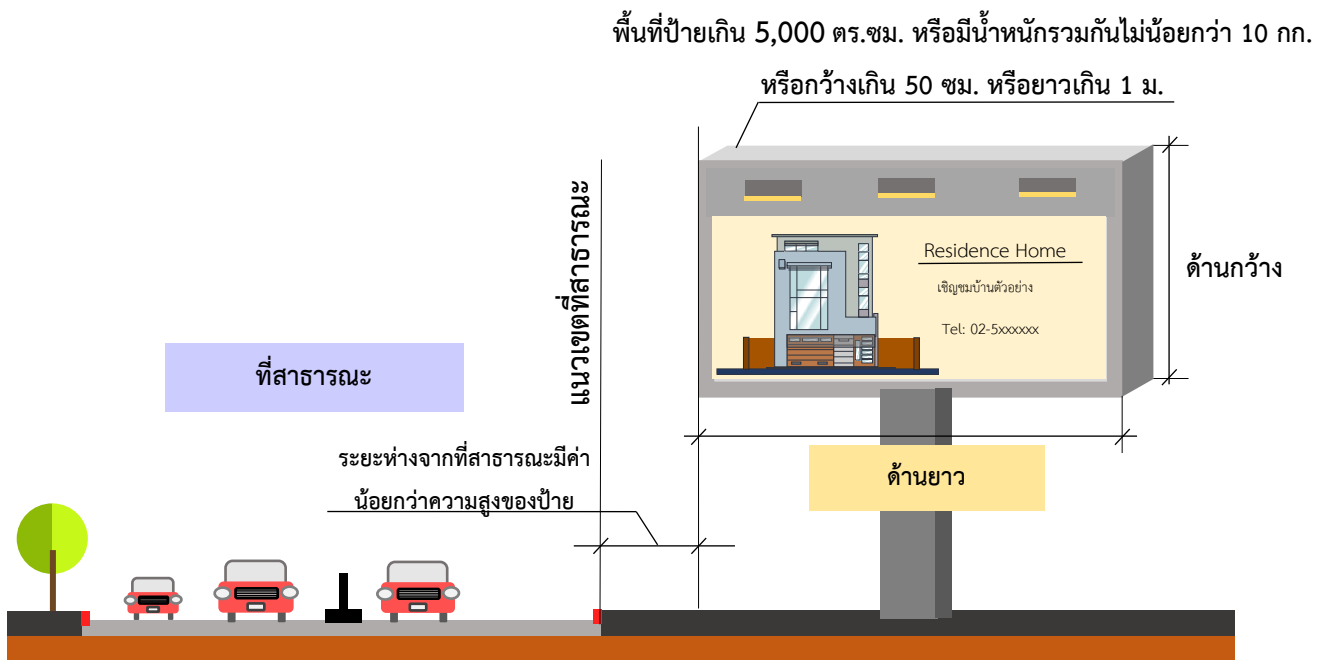 พื้นที่ป้ายเกิน 5,000 ตร.ซม. หรือมีน้ำหนักรวมกันไม่น้อยกว่า 10 กก.
หรือกว้างเกิน 50 ซม. หรือยาวเกิน 1 ม.
แนวเขตที่สาธารณะ
Residence Home
เชิญชมบ้านตัวอย่าง
Tel: 02-5xxxxxx
ด้านกว้าง
ที่สาธารณะ
ระยะห่างจากที่สาธารณะมีค่า
น้อยกว่าความสูงของป้าย
ด้านยาว